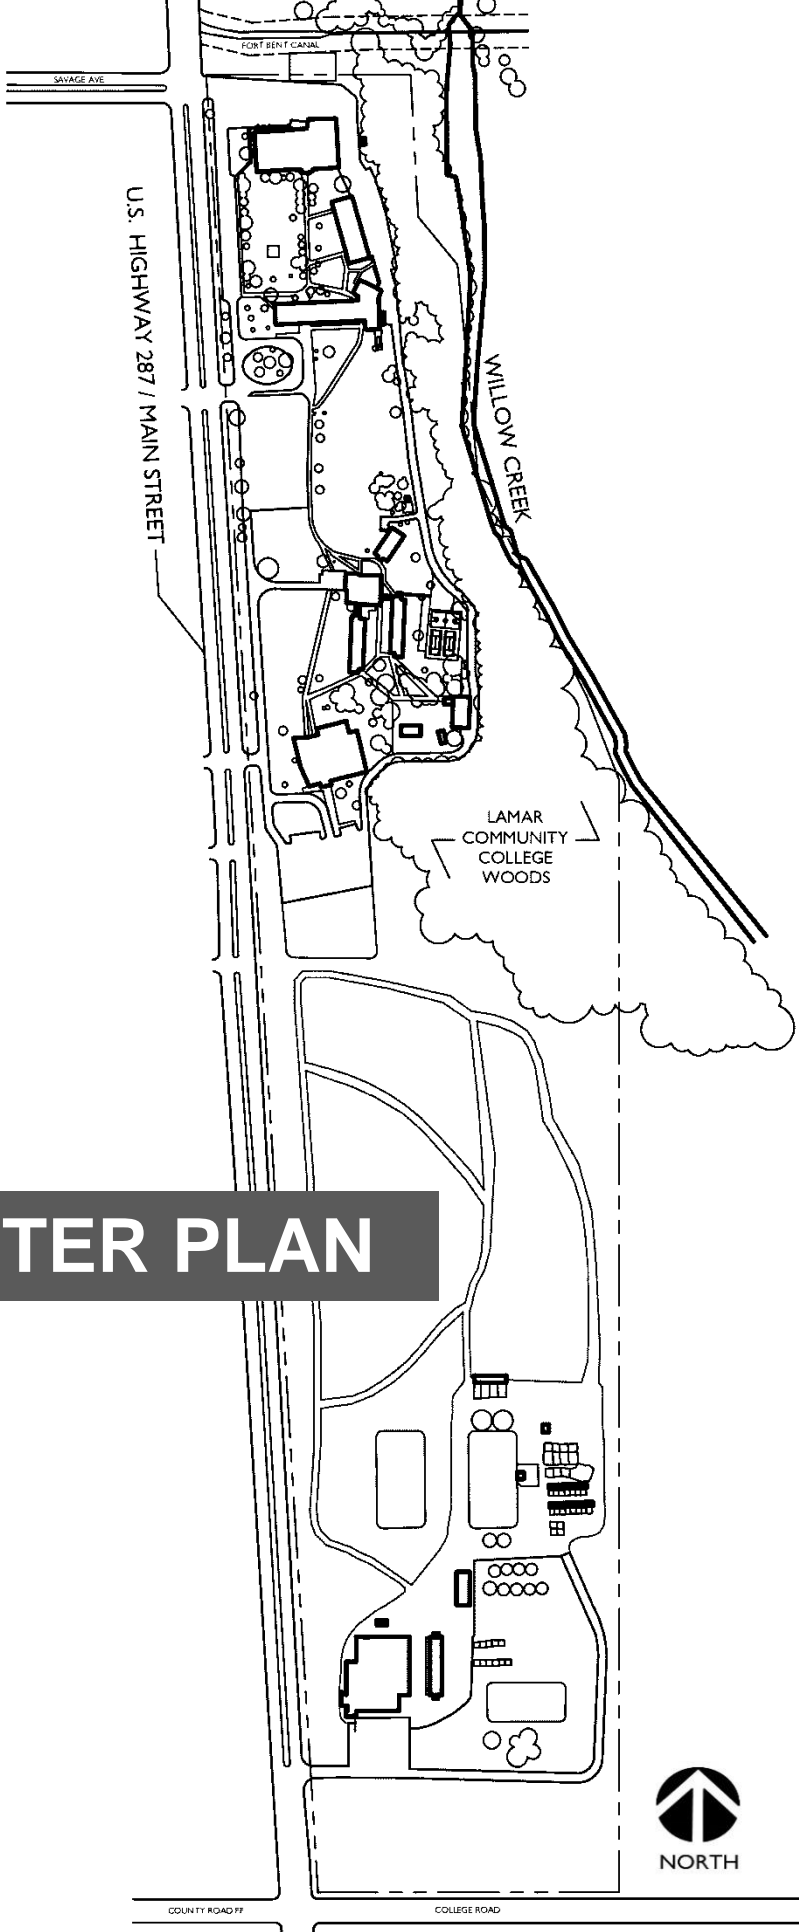 FORT BENT CANAL
SAVAGE AVE
U.S. HIGHWAY 287 / MAIN STREET
WILLOW CREEK
LAMAR
COMMUNITY
COLLEGE
WOODS
TER PLAN
NORTH
COUNTY ROAD FF
COLLEGE ROAD